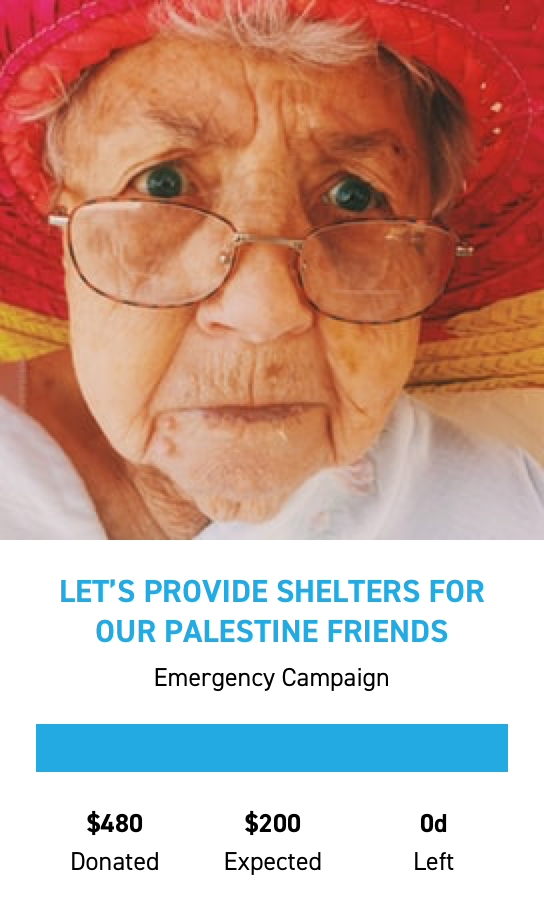 LET’S PROVIDE SHELTERS FOR
OUR PALESTINE FRIENDS
Emergency Campaign
$480 $200 0d
Donated Expected Left